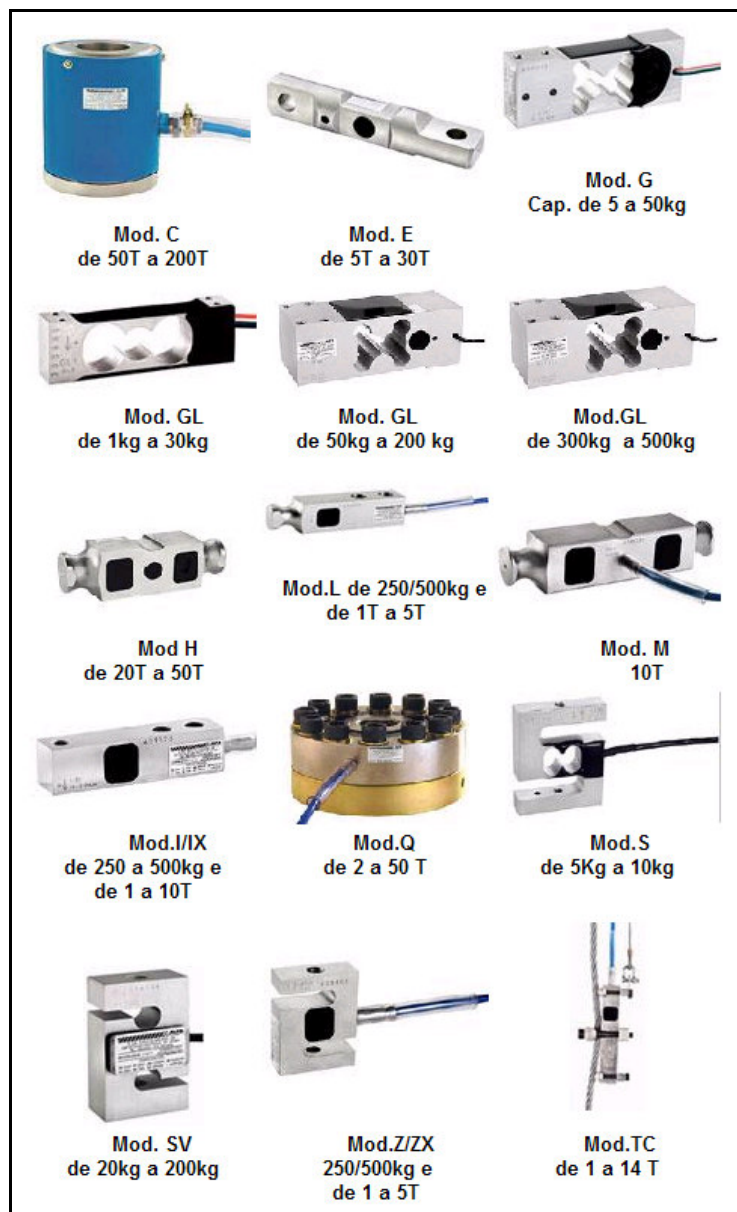 Mod. C
de 50T a 200T
Mod. E
de 5T a 30T
Mod. G
Cap. de 5 a 50kg
Mod. GL
de 1kg a 30kg
Mod. GL
de 50kg a 200 kg
Mod.GL
de 300kg a 500kg
Mod H
de 20T a 50T
Mod.L de 250/500kg e
de 1T a 5T
Mod. M
10T
Mod.I/IX
de 250 a 500kg e
de 1 a 10T
Mod.Q
de 2 a 50 T
Mod.S
de 5Kg a 10kg
Mod. SV
de 20kg a 200kg
Mod.Z/ZX
250/500kg e
de 1 a 5T
Mod.TC
de 1 a 14 T